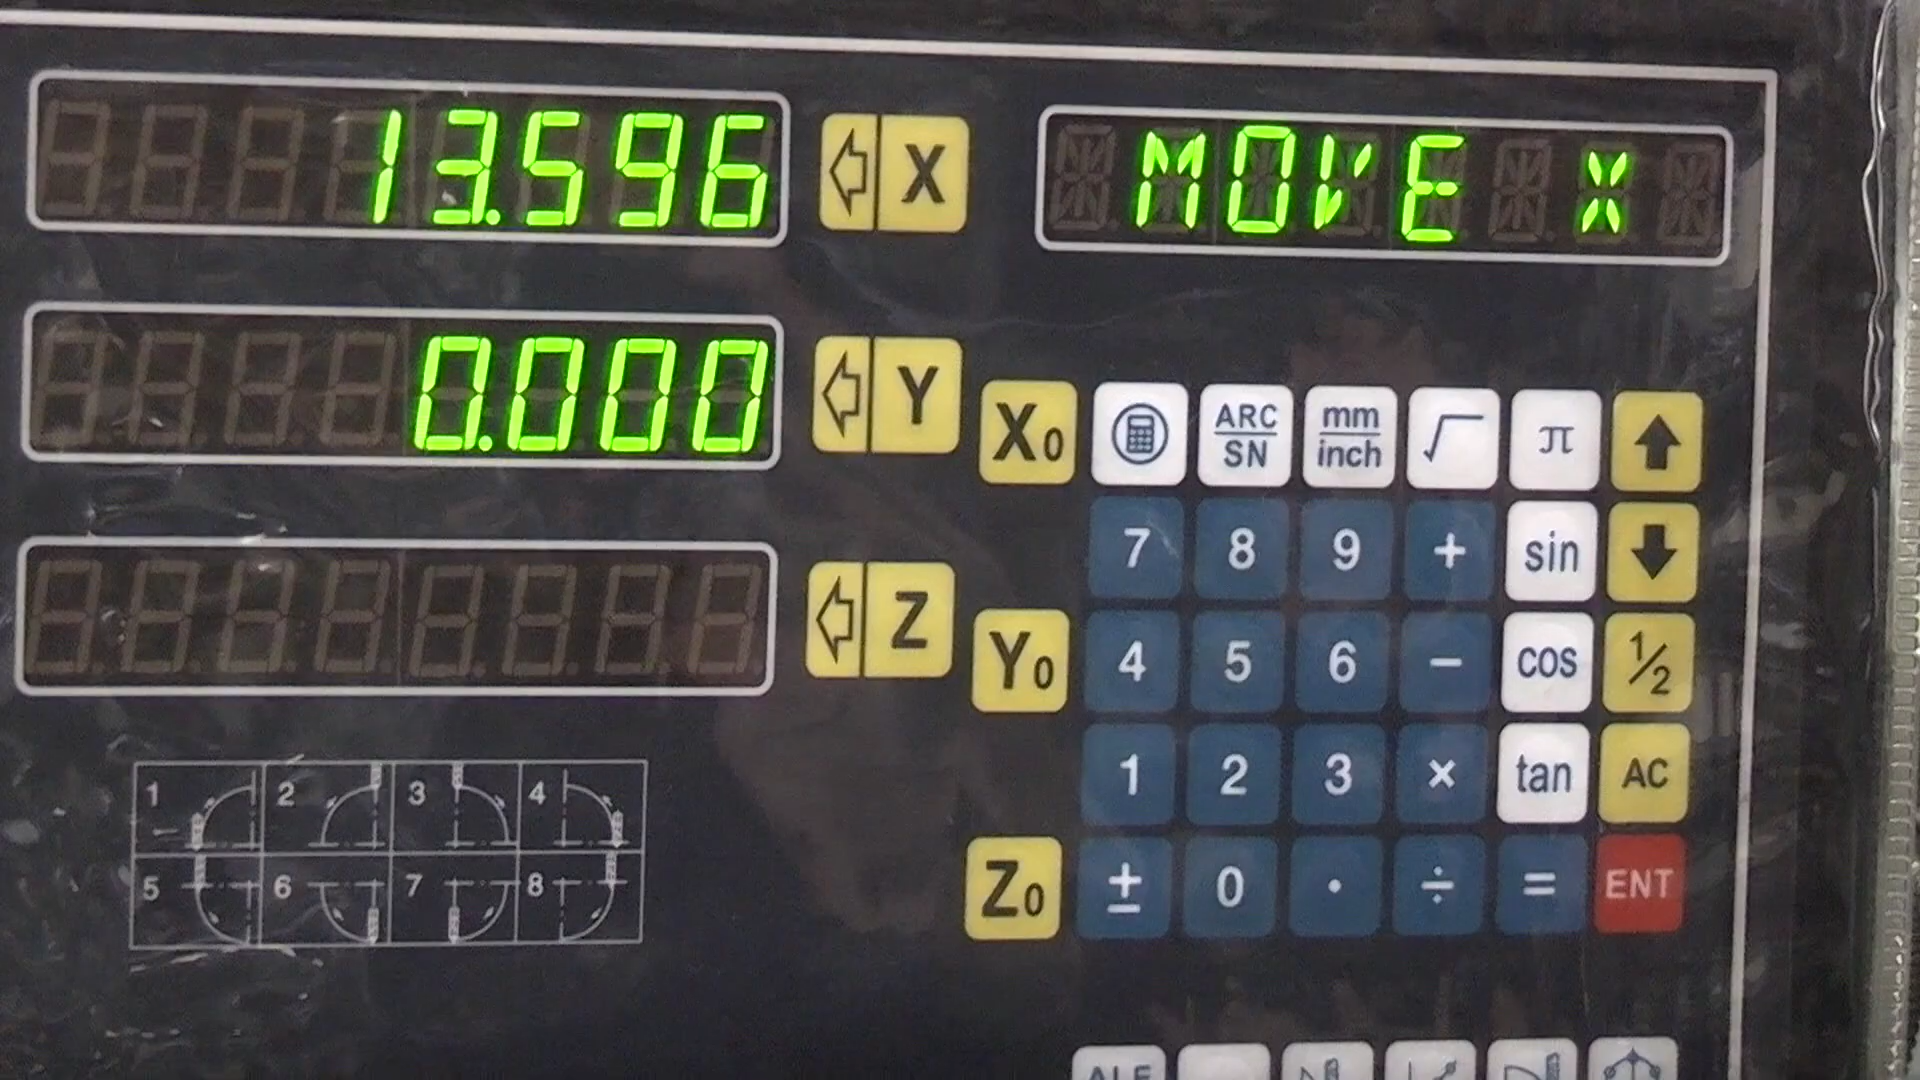 13.596
X
MOVE X
0.000
Y
X0
ARC
SN
mm
inch
√
π
7
8
9
+
sin
Z
Y0
4
5
6
−
cos
1/2
1
2
3
×
tan
AC
1
2
3
4
5
6
7
8
Z0
±
0
·
÷
=
ENT